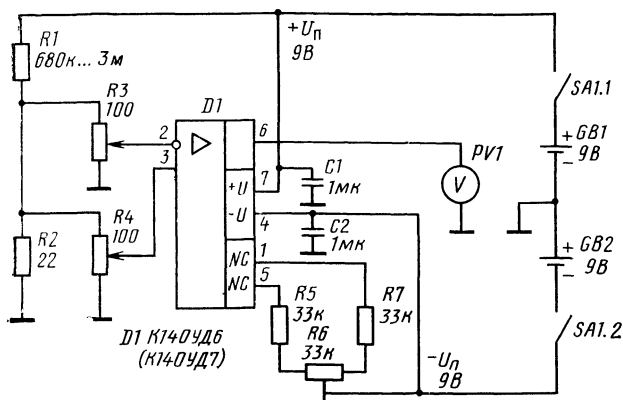 R1
680к... 3м
R3
100
R4
100
R2
22
D1
2
3
6
+U
7
-U
4
NC
1
NC
5
+Uп
9В
C1
1мк
C2
1мк
PV1
V
SA1.1
+
GB1
9В
−
+
GB2
9В
−
SA1.2
R5
33к
R6
33к
R7
33к
D1 К140УД6
(К140УД7)
−Uп
9В